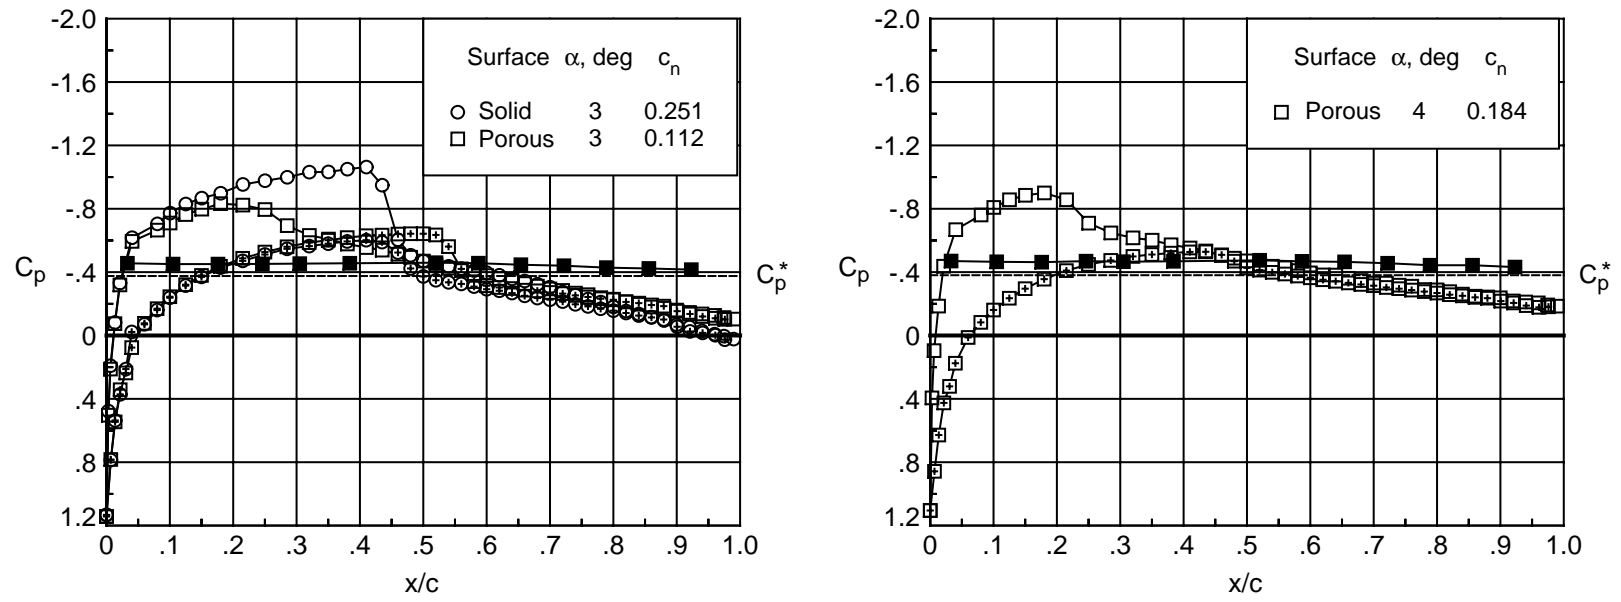 -2.0
-1.6
-1.2
-.8
-.4
0
.4
.8
1.2
Cp
Surface α, deg cn
Solid 3 0.251
Porous 3 0.112
C*p
0 .1 .2 .3 .4 .5 .6 .7 .8 .9 1.0
x/c
-2.0
-1.6
-1.2
-.8
-.4
0
.4
.8
1.2
Cp
Surface α, deg cn
Porous 4 0.184
C*p
0 .1 .2 .3 .4 .5 .6 .7 .8 .9 1.0
x/c